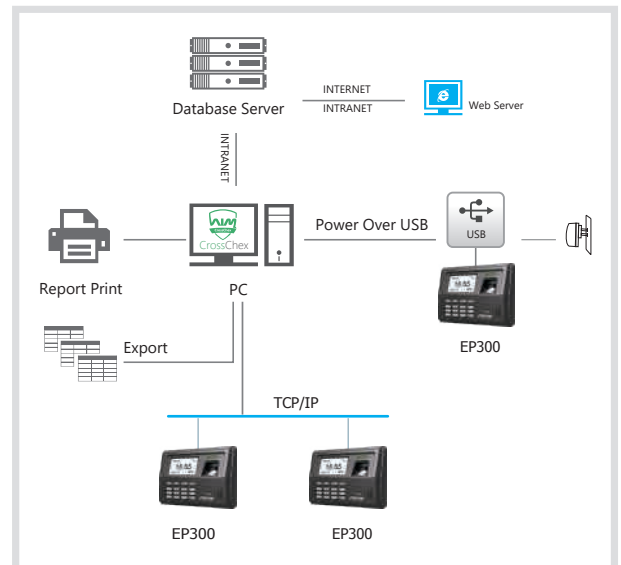 INTERNET
Database Server
INTRANET
Web Server
INTRANET
CrossChex
Power Over USB
USB
Report Print
PC
EP300
Export
TCP/IP
EP300
EP300